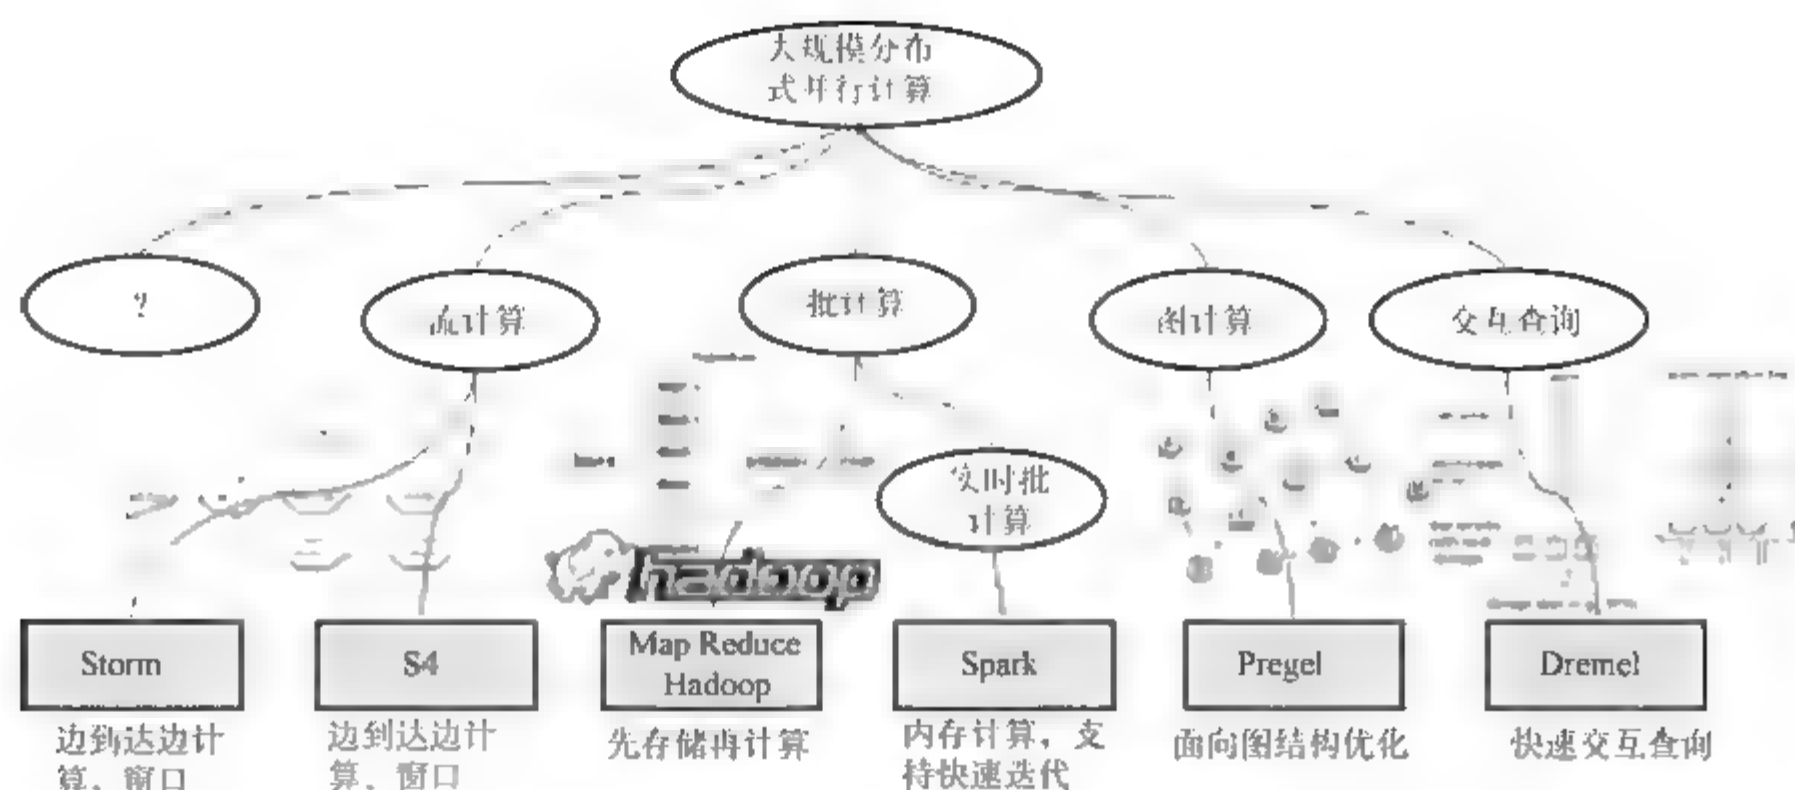 大规模分布
式并行计算
?
流计算
批计算
图计算
交互查询
实时批
计算
hadoop
Storm
S4
Map Reduce
Hadoop
Spark
Pregel
Dremel
边到达边计
算，窗口
边到达边计
算，窗口
先存储再计算
内存计算，支
持快速迭代
面向图结构优化
快速交互查询